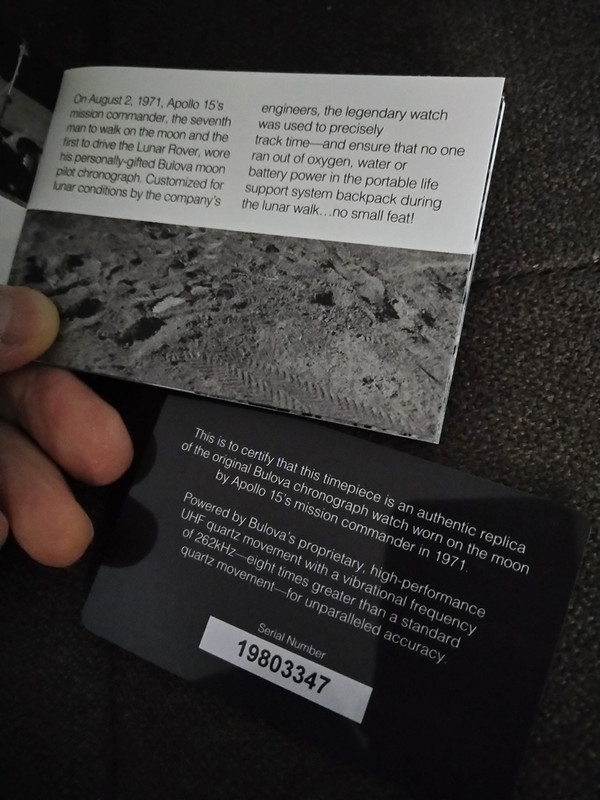 On August 2, 1971, Apollo 15's
mission commander, the seventh
man to walk on the moon and the
first to drive the Lunar Rover, wore
his personally-gifted Bulova moon
pilot chronograph. Customized for
lunar conditions by the company's
engineers, the legendary watch
was used to precisely
track time—and ensure that no one
ran out of oxygen, water or
battery power in the portable life
support system backpack during
the lunar walk...no small feat!
This is to certify that this timepiece is an authentic replica
of the original Bulova chronograph watch worn on the moon
by Apollo 15's mission commander in 1971.
Powered by Bulova's proprietary, high-performance
UHF quartz movement with a vibrational frequency
of 262kHz—eight times greater than a standard
quartz movement—for unparalleled accuracy.
Serial Number
19803347